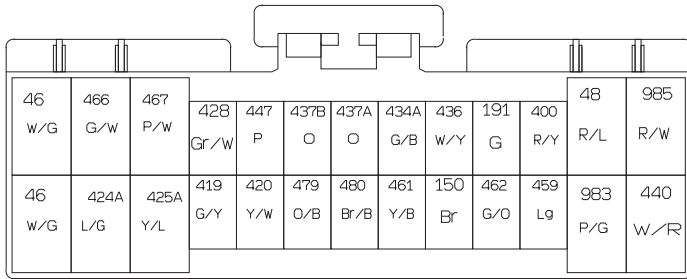 46 466 467 428 447 437B 437A 434A 436 191 400 48 985
W/G G/W P/W Gr/W P O O G/B W/Y G R/Y R/L R/W
46 424A 425A 419 420 479 480 461 150 462 459 983 440
W/G L/G Y/L G/Y Y/W O/B Br/B Y/B Br G/O Lg P/G W/R